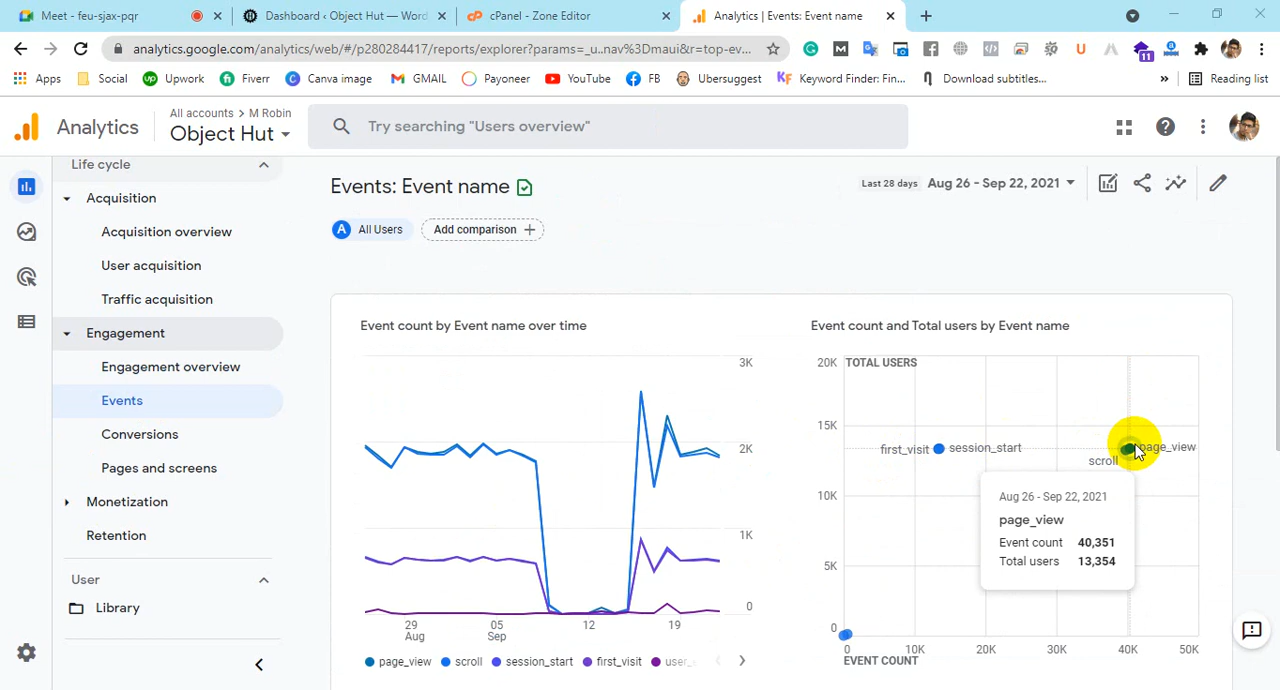 Meet - feu-sjax-pqr
Dashboard ‹ Object Hut — Word
cPanel - Zone Editor
Analytics | Events: Event name
analytics.google.com/analytics/web/#/p280284417/reports/explorer?params=_u..nav%3Dmaui&r=top-ev...
11
Apps
Social
Upwork
Fiverr
Canva image
GMAIL
Payoneer
YouTube
FB
Ubersuggest
Keyword Finder: Fin...
Download subtitles...
»
Reading list
Analytics
All accounts > M Robin
Object Hut
Try searching "Users overview"
Life cycle
Acquisition
Acquisition overview
User acquisition
Traffic acquisition
Engagement
Engagement overview
Events
Conversions
Pages and screens
Monetization
Retention
User
Library
Events: Event name
Last 28 days
Aug 26 - Sep 22, 2021
A
All Users
Add comparison
Event count by Event name over time
3K
2K
1K
0
29
Aug
05
Sep
12
19
page_view
scroll
session_start
first_visit
user_
Event count and Total users by Event name
20K
TOTAL USERS
15K
first_visit
session_start
page_view
scroll
10K
5K
0
Aug 26 - Sep 22, 2021
page_view
Event count 40,351
Total users 13,354
0
10K
20K
30K
40K
50K
EVENT COUNT